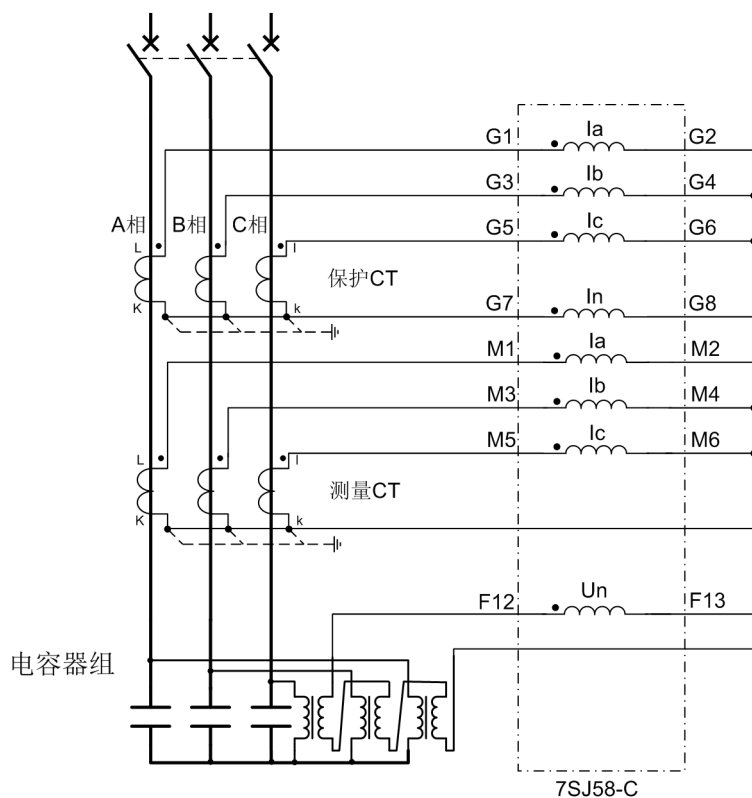 G1 Ia G2
G3 Ib G4
A相 B相 C相
G5 Ic G6
L l
保护CT
K k
G7 In G8
M1 Ia M2
M3 Ib M4
M5 Ic M6
L l
测量CT
K k
F12 Un F13
电容器组
7SJ58-C